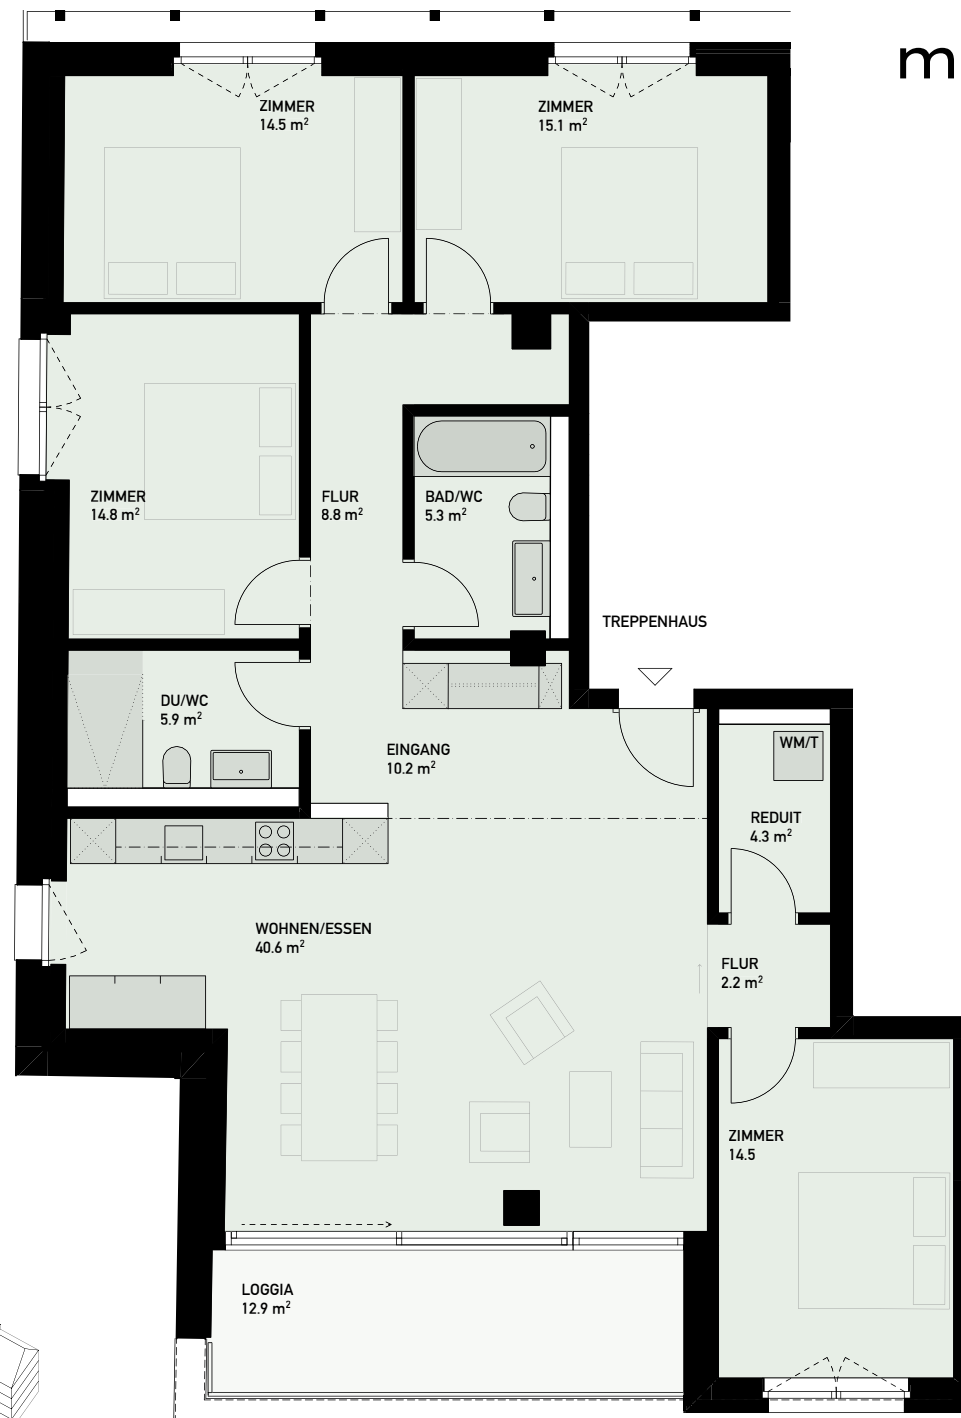 m
ZIMMER
14.5 m²
ZIMMER
15.1 m²
ZIMMER
14.8 m²
FLUR
8.8 m²
BAD/WC
5.3 m²
TREPPENHAUS
DU/WC
5.9 m²
EINGANG
10.2 m²
WM/T
REDUIT
4.3 m²
WOHNEN/ESSEN
40.6 m²
FLUR
2.2 m²
ZIMMER
14.5
LOGGIA
12.9 m²